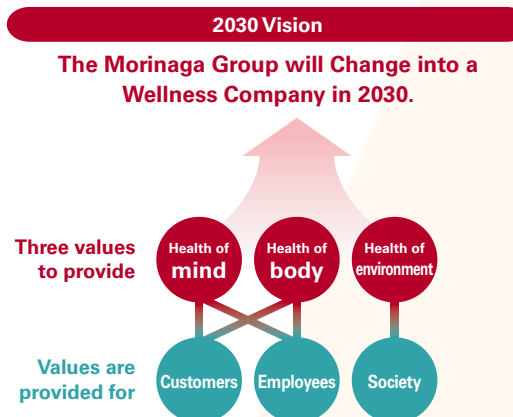 2030 Vision
The Morinaga Group will Change into a
Wellness Company in 2030.
Three values
to provide
Health of
mind
Health of
body
Health of
environment
Values are
provided for
Customers
Employees
Society